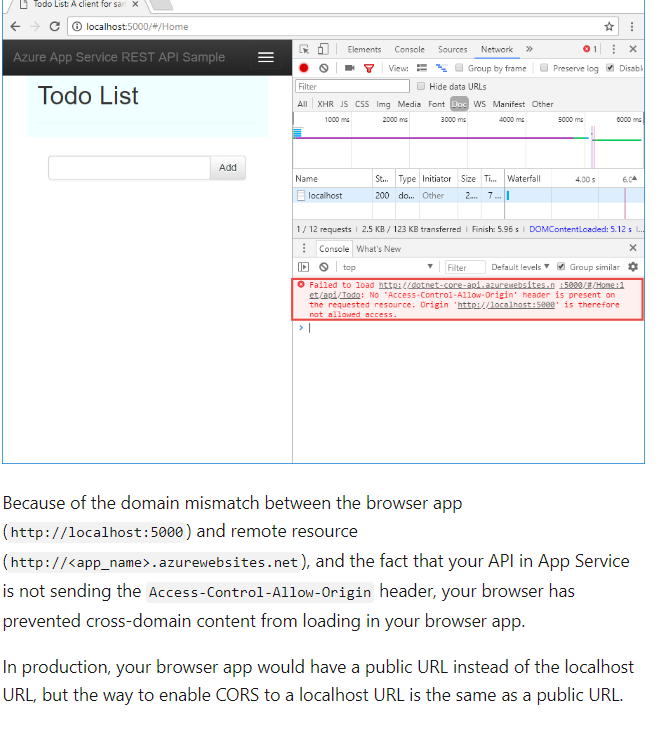 Todo List: A client for sam
localhost:5000/#/Home
Azure App Service REST API Sample
Todo List
Add
Elements Console Sources Network » 1
View: Group by frame Preserve log Disabl
Filter Hide data URLs
All XHR JS CSS Img Media Font Doc WS Manifest Other
1000 ms 2000 ms 3000 ms 4000 ms 5000 ms 6000 ms
Name St... Type Initiator Size Ti... Waterfall 4.00 s 6.0
localhost 200 do... Other 2... 7...
1 / 12 requests | 2.5 KB / 123 KB transferred | Finish: 5.96 s | DOMContentLoaded: 5.12 s
Console What's New
top Filter Default levels Group similar
Failed to load http://dotnet-core-api.azurewebsites.n :5000/#/Home:1
et/api/Todo: No 'Access-Control-Allow-Origin' header is present on
the requested resource. Origin 'http://localhost:5000' is therefore
not allowed access.
>
Because of the domain mismatch between the browser app
(http://localhost:5000) and remote resource
(http://<app_name>.azurewebsites.net), and the fact that your API in App Service
is not sending the Access-Control-Allow-Origin header, your browser has
prevented cross-domain content from loading in your browser app.
In production, your browser app would have a public URL instead of the localhost
URL, but the way to enable CORS to a localhost URL is the same as a public URL.